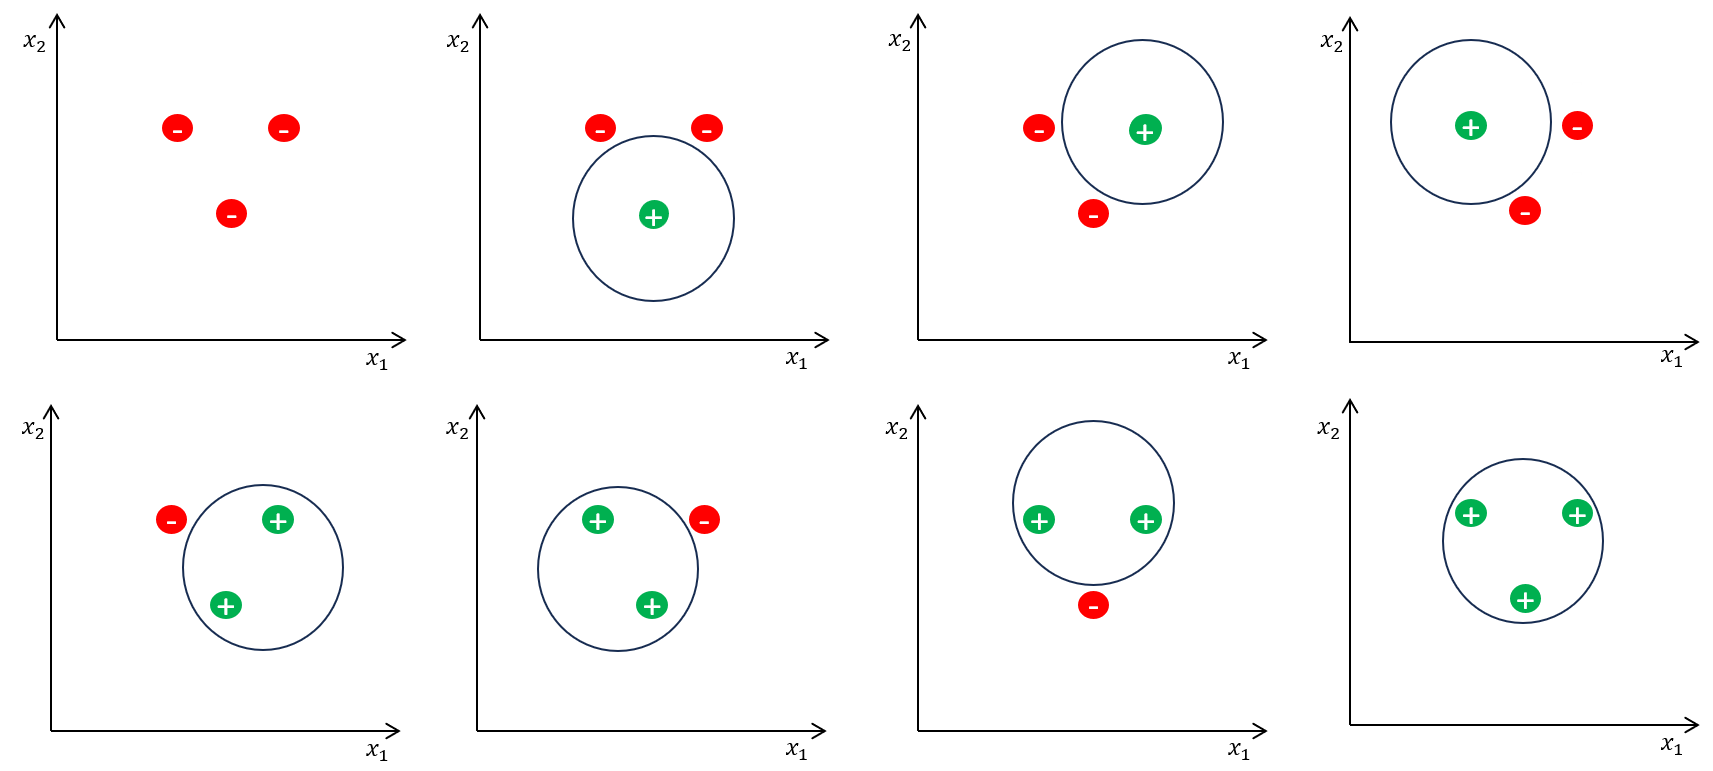 x₂
- -
-
x₁
x₂
- -
+
x₁
x₂
- +
-
x₁
x₂
+ -
-
x₁
x₂
- +
+
x₁
x₂
+ -
+
x₁
x₂
+ +
-
x₁
x₂
+ +
+
x₁